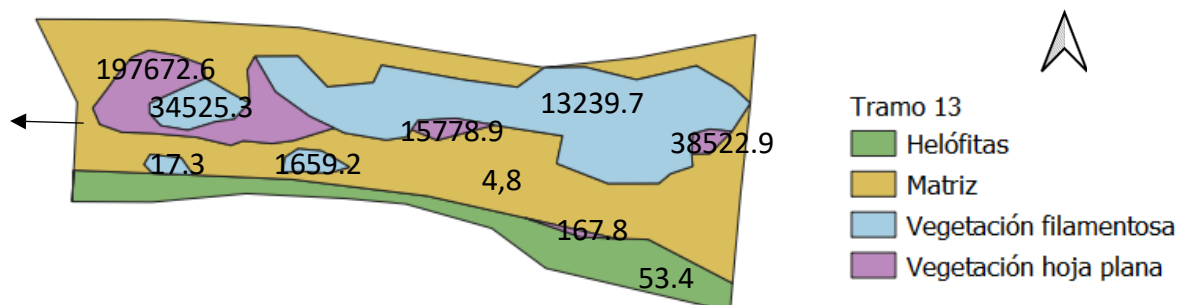 197672.6
34525.3
13239.7
15778.9
38522.9
17.3
1659.2
4,8
167.8
53.4
Tramo 13
Helófitas
Matriz
Vegetación filamentosa
Vegetación hoja plana